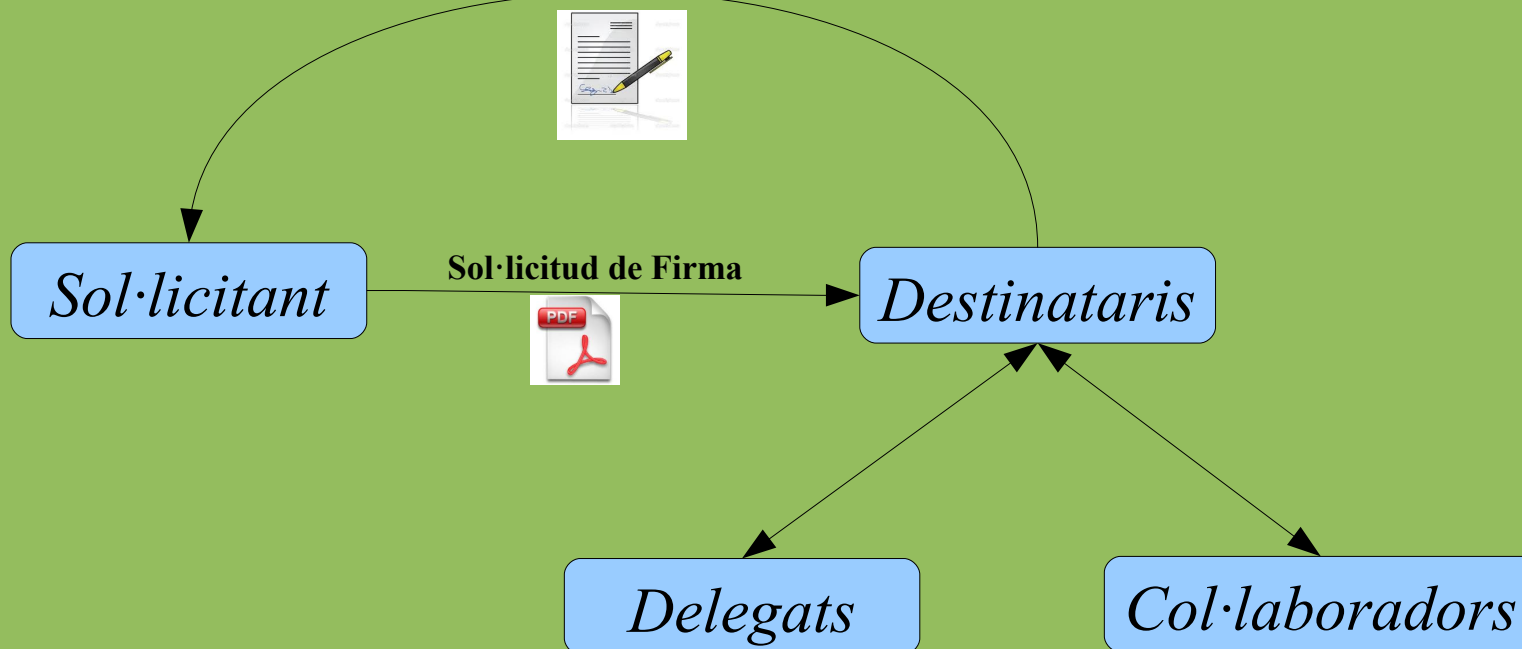 Sol·licitant
Sol·licitud de Firma
PDF
Destinataris
Delegats
Col·laboradors